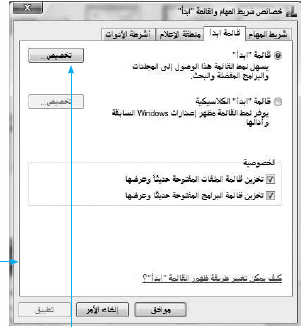 خصائص شريط المهام والقائمة "ابدأ"
شريط المهام
قائمة ابدأ
منطقة الإعلام
أشرطة الأدوات
قائمة "ابدأ"
تخصيص...
يسهل نمط القائمة هذا الوصول إلى المجلدات
والبرامج المفضلة والبحث.
قائمة "ابدأ" الكلاسيكية
تخصيص...
يوفر نمط القائمة مظهر إصدارات Windows السابقة
وأدائها
الخصوصية
تخزين قائمة الملفات المفتوحة حديثاً وعرضها
تخزين قائمة البرامج المفتوحة حديثاً وعرضها
كيف يمكن تغيير طريقة ظهور القائمة "ابدأ"؟
موافق
إلغاء الأمر
تطبيق